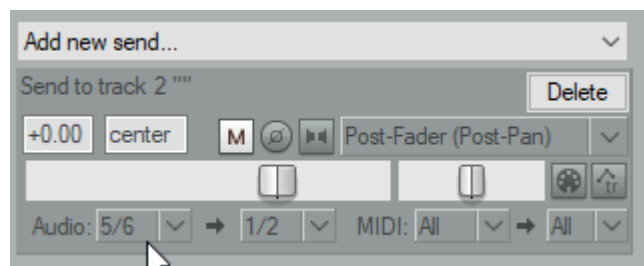 Add new send...
Send to track 2 ""
Delete
+0.00 center M Post-Fader (Post-Pan)
tr
Audio: 5/6 → 1/2 MIDI: All → All